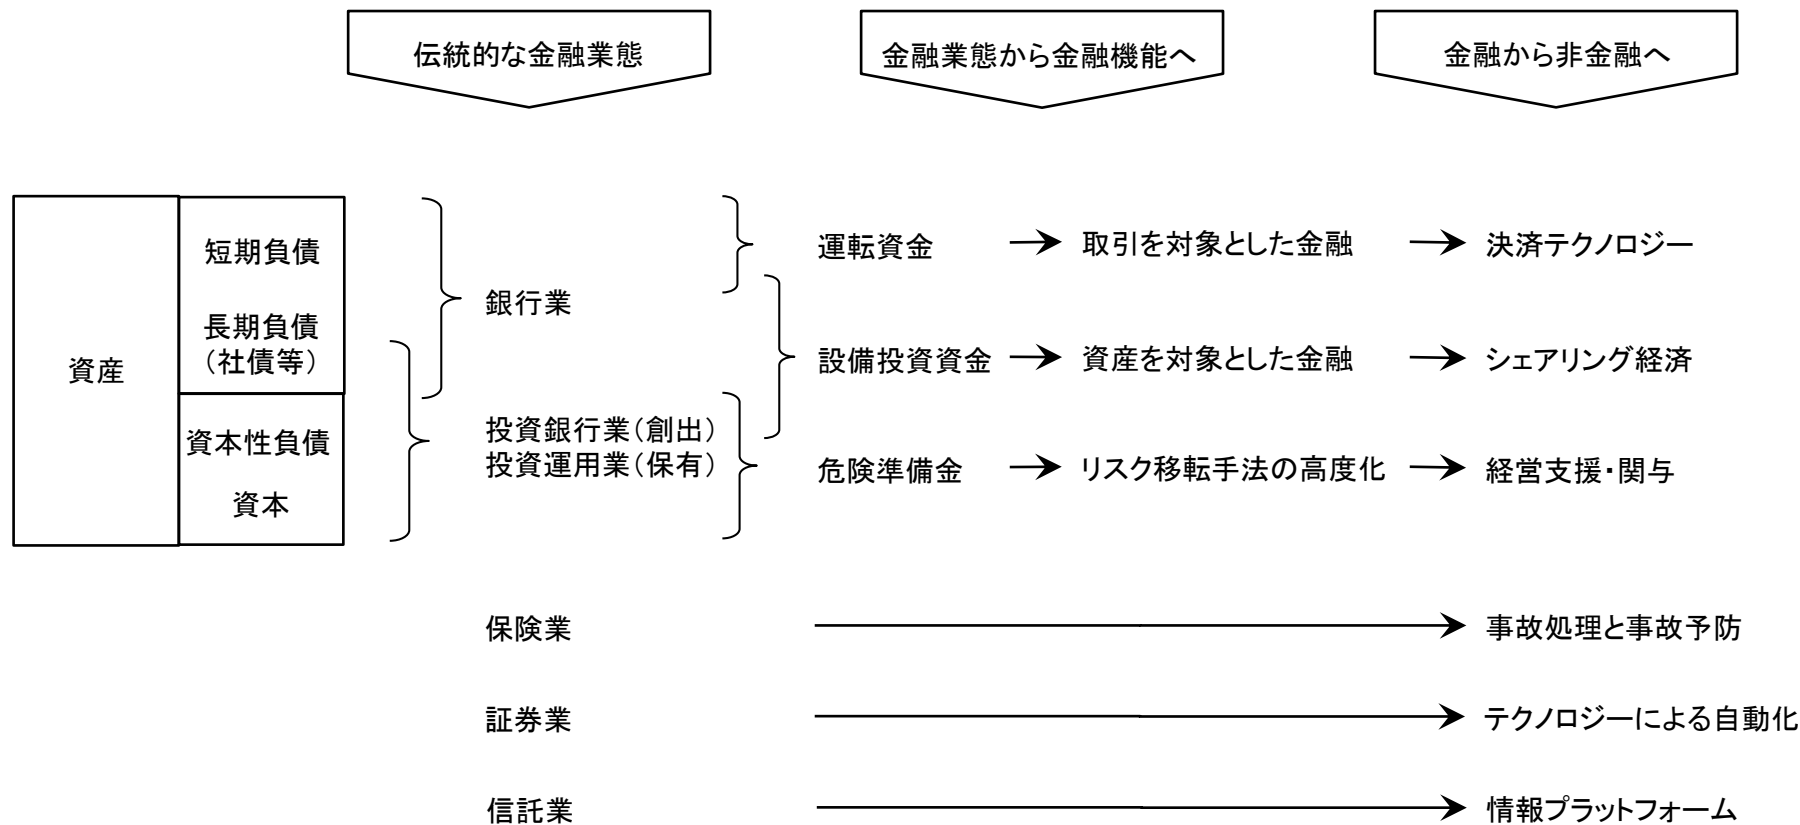 伝統的な金融業態
金融業態から金融機能へ
金融から非金融へ
資産
短期負債
長期負債
（社債等）
資本性負債
資本
銀行業
投資銀行業（創出）
投資運用業（保有）
運転資金
取引を対象とした金融
決済テクノロジー
設備投資資金
資産を対象とした金融
シェアリング経済
危険準備金
リスク移転手法の高度化
経営支援・関与
保険業
事故処理と事故予防
証券業
テクノロジーによる自動化
信託業
情報プラットフォーム